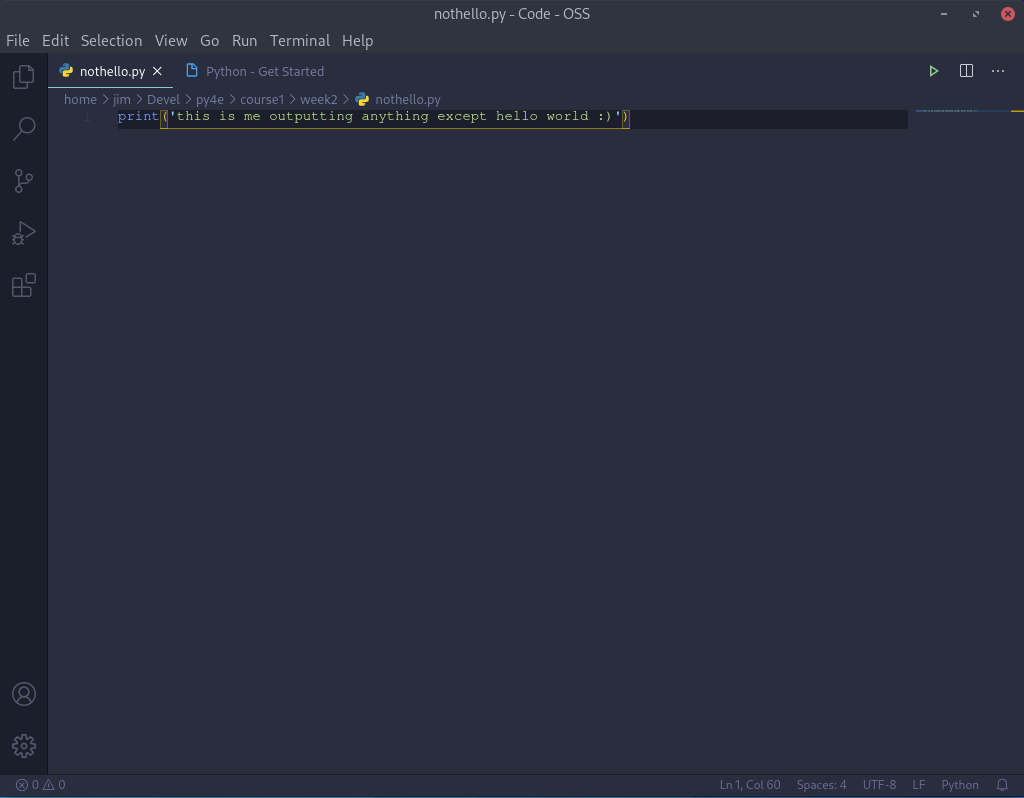 nothello.py - Code - OSS
File Edit Selection View Go Run Terminal Help
nothello.py Python - Get Started
home > jim > Devel > py4e > course1 > week2 > nothello.py
1 print('this is me outputting anything except hello world :)')
0 0 Ln 1, Col 60 Spaces: 4 UTF-8 LF Python